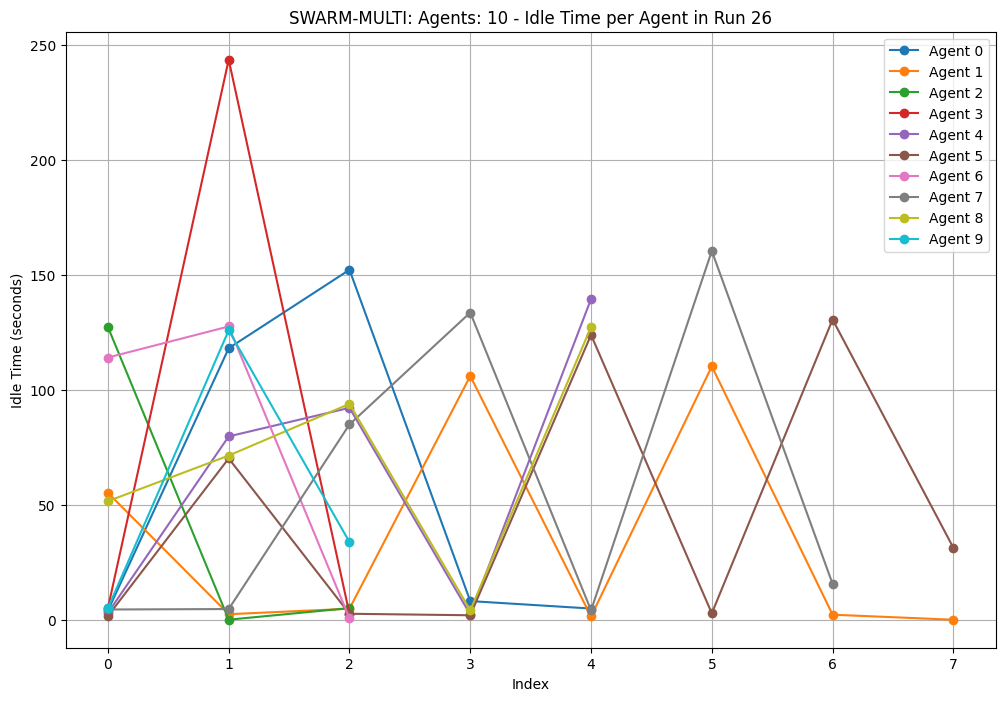 SWARM-MULTI: Agents: 10 - Idle Time per Agent in Run 26
250
200
150
100
50
0
Idle Time (seconds)
0 1 2 3 4 5 6 7
Index
Agent 0
Agent 1
Agent 2
Agent 3
Agent 4
Agent 5
Agent 6
Agent 7
Agent 8
Agent 9